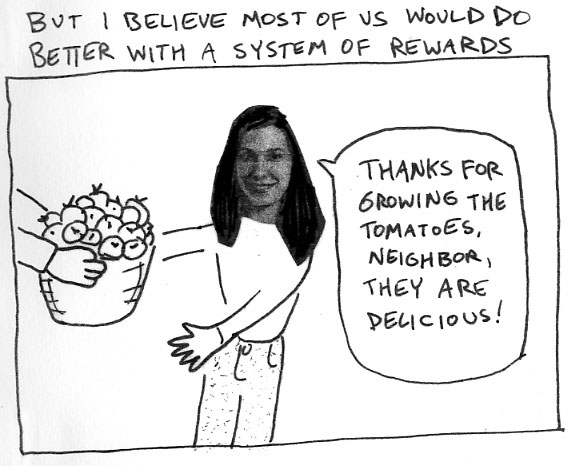 BUT I BELIEVE MOST OF US WOULD DO
BETTER WITH A SYSTEM OF REWARDS
THANKS FOR
GROWING THE
TOMATOES,
NEIGHBOR,
THEY ARE
DELICIOUS!